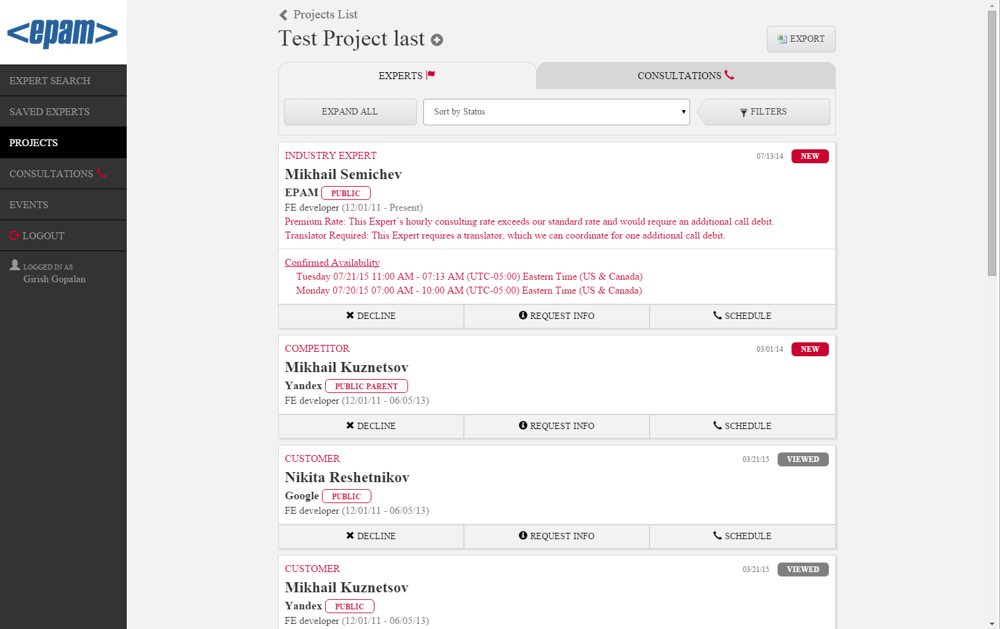 <epam>
EXPERT SEARCH
SAVED EXPERTS
PROJECTS
CONSULTATIONS
EVENTS
LOGOUT
LOGGED IN AS
Girish Gopalan
Projects List
Test Project last
EXPORT
EXPERTS
CONSULTATIONS
EXPAND ALL
Sort by Status
FILTERS
INDUSTRY EXPERT
07/13/14 NEW
Mikhail Semichev
EPAM PUBLIC
FE developer (12/01/11 - Present)
Premium Rate: This Expert's hourly consulting rate exceeds our standard rate and would require an additional call debit.
Translator Required: This Expert requires a translator, which we can coordinate for one additional call debit.
Confirmed Availability
Tuesday 07/21/15 11:00 AM - 07:13 AM (UTC-05:00) Eastern Time (US & Canada)
Monday 07/20/15 07:00 AM - 10:00 AM (UTC-05:00) Eastern Time (US & Canada)
DECLINE
REQUEST INFO
SCHEDULE
COMPETITOR
03/01/14 NEW
Mikhail Kuznetsov
Yandex PUBLIC PARENT
FE developer (12/01/11 - 06/05/13)
DECLINE
REQUEST INFO
SCHEDULE
CUSTOMER
03/21/15 VIEWED
Nikita Reshetnikov
Google PUBLIC
FE developer (12/01/11 - 06/05/13)
DECLINE
REQUEST INFO
SCHEDULE
CUSTOMER
03/21/15 VIEWED
Mikhail Kuznetsov
Yandex PUBLIC
FE developer (12/01/11 - 06/05/13)